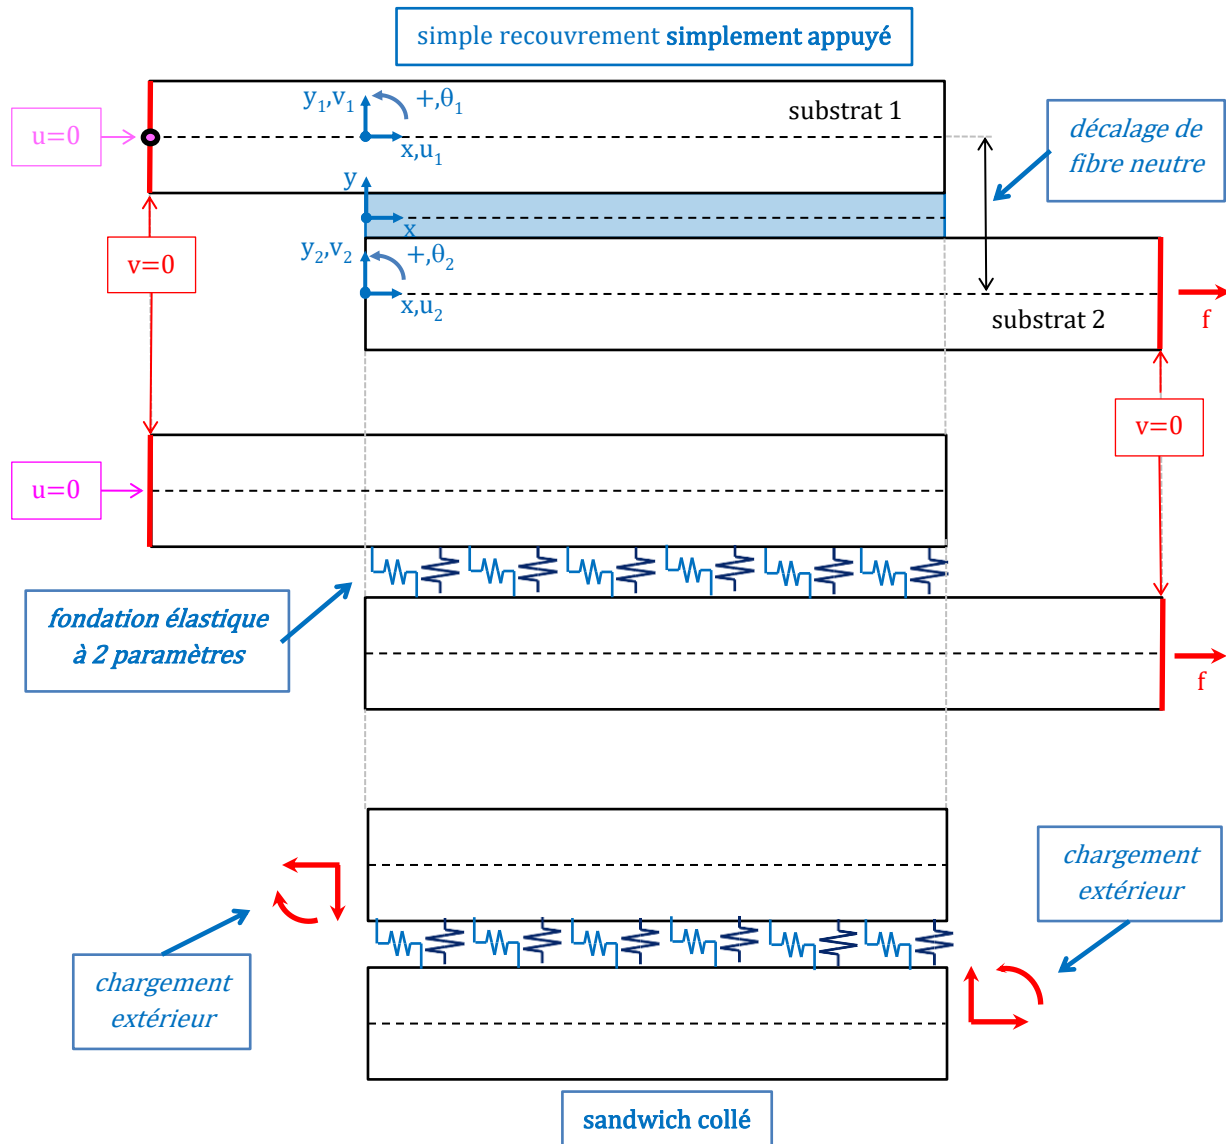 simple recouvrement simplement appuyé
y₁,v₁
+,θ₁
substrat 1
u=0
x,u₁
décalage de
fibre neutre
y
x
y₂,v₂
+,θ₂
v=0
x,u₂
substrat 2
f
v=0
u=0
fondation élastique
à 2 paramètres
f
chargement
extérieur
chargement
extérieur
sandwich collé